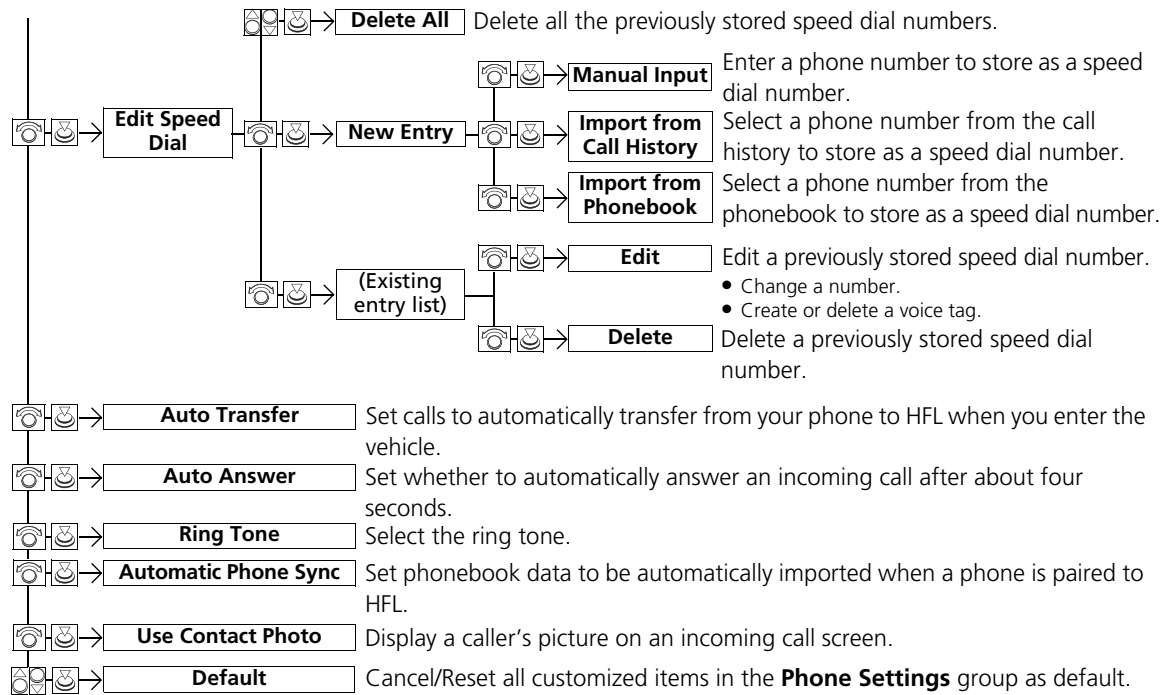 Delete All
Delete all the previously stored speed dial numbers.
Edit Speed
Dial
New Entry
Manual Input
Enter a phone number to store as a speed
dial number.
Import from
Call History
Select a phone number from the call
history to store as a speed dial number.
Import from
Phonebook
Select a phone number from the
phonebook to store as a speed dial number.
(Existing
entry list)
Edit
Edit a previously stored speed dial number.
● Change a number.
● Create or delete a voice tag.
Delete
Delete a previously stored speed dial
number.
Auto Transfer
Set calls to automatically transfer from your phone to HFL when you enter the
vehicle.
Auto Answer
Set whether to automatically answer an incoming call after about four
seconds.
Ring Tone
Select the ring tone.
Automatic Phone Sync
Set phonebook data to be automatically imported when a phone is paired to
HFL.
Use Contact Photo
Display a caller’s picture on an incoming call screen.
Default
Cancel/Reset all customized items in the Phone Settings group as default.